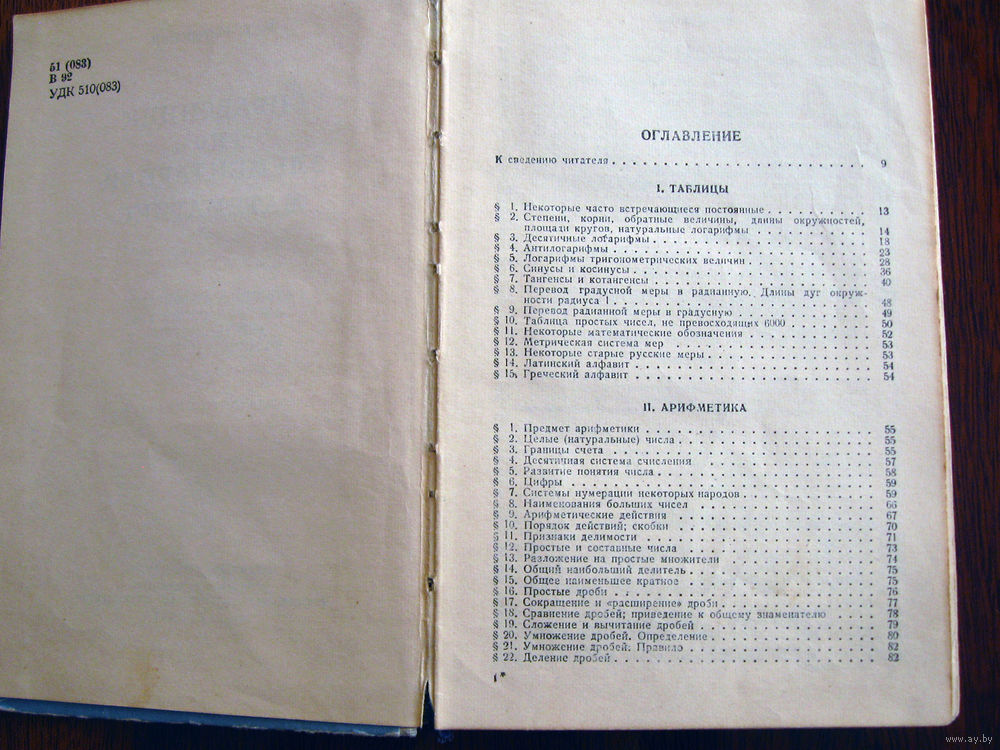 51 (083)
В 92
УДК 510(083)
ОГЛАВЛЕНИЕ
К сведению читателя . . . . . . . . . . . . . . . . . . . . . . . . 9
I. ТАБЛИЦЫ
§ 1. Некоторые часто встречающиеся постоянные . . . . . . . . . . 13
§ 2. Степени, корни, обратные величины, длины окружностей,
площади кругов, натуральные логарифмы . . . . . . . . . . . 14
§ 3. Десятичные логарифмы . . . . . . . . . . . . . . . . . . . . 18
§ 4. Антилогарифмы . . . . . . . . . . . . . . . . . . . . . . . 23
§ 5. Логарифмы тригонометрических величин . . . . . . . . . . . . 28
§ 6. Синусы и косинусы . . . . . . . . . . . . . . . . . . . . . 36
§ 7. Тангенсы и котангенсы . . . . . . . . . . . . . . . . . . . 40
§ 8. Перевод градусной меры в радианную. Длины дуг окруж-
ности радиуса 1 . . . . . . . . . . . . . . . . . . . . . . 48
§ 9. Перевод радианной меры в градусную . . . . . . . . . . . . . 49
§ 10. Таблица простых чисел, не превосходящих 6000 . . . . . . . . 50
§ 11. Некоторые математические обозначения . . . . . . . . . . . . 52
§ 12. Метрическая система мер . . . . . . . . . . . . . . . . . . 53
§ 13. Некоторые старые русские меры . . . . . . . . . . . . . . . 53
§ 14. Латинский алфавит . . . . . . . . . . . . . . . . . . . . . 54
§ 15. Греческий алфавит . . . . . . . . . . . . . . . . . . . . . 54
II. АРИФМЕТИКА
§ 1. Предмет арифметики . . . . . . . . . . . . . . . . . . . . . 55
§ 2. Целые (натуральные) числа . . . . . . . . . . . . . . . . . 55
§ 3. Границы счета . . . . . . . . . . . . . . . . . . . . . . . 55
§ 4. Десятичная система счисления . . . . . . . . . . . . . . . . 57
§ 5. Развитие понятия числа . . . . . . . . . . . . . . . . . . . 58
§ 6. Цифры . . . . . . . . . . . . . . . . . . . . . . . . . . . 59
§ 7. Системы нумерации некоторых народов . . . . . . . . . . . . 59
§ 8. Наименования больших чисел . . . . . . . . . . . . . . . . . 66
§ 9. Арифметические действия . . . . . . . . . . . . . . . . . . 67
§ 10. Порядок действий; скобки . . . . . . . . . . . . . . . . . . 70
§ 11. Признаки делимости . . . . . . . . . . . . . . . . . . . . . 71
§ 12. Простые и составные числа . . . . . . . . . . . . . . . . . 73
§ 13. Разложение на простые множители . . . . . . . . . . . . . . 74
§ 14. Общий наибольший делитель . . . . . . . . . . . . . . . . . 75
§ 15. Общее наименьшее кратное . . . . . . . . . . . . . . . . . . 75
§ 16. Простые дроби . . . . . . . . . . . . . . . . . . . . . . . 76
§ 17. Сокращение и «расширение» дроби . . . . . . . . . . . . . . 77
§ 18. Сравнение дробей; приведение к общему знаменателю . . . . . 78
§ 19. Сложение и вычитание дробей . . . . . . . . . . . . . . . . 79
§ 20. Умножение дробей. Определение . . . . . . . . . . . . . . . 80
§ 21. Умножение дробей. Правило . . . . . . . . . . . . . . . . . 82
§ 22. Деление дробей . . . . . . . . . . . . . . . . . . . . . . . 82
1*
www.ay.by